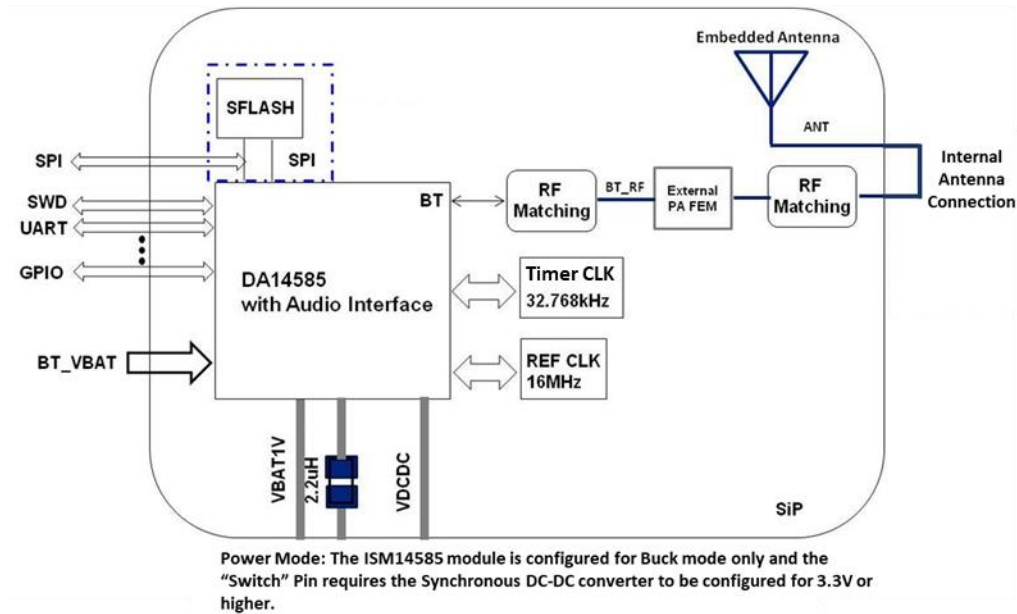 Embedded Antenna
SFLASH
ANT
SPI
SPI
Internal
Antenna
Connection
SWD
BT
RF
Matching
BT_RF
External
PA FEM
RF
Matching
UART
GPIO
DA14585
with Audio Interface
Timer CLK
32.768kHz
BT_VBAT
REF CLK
16MHz
VBAT1V
2.2uH
VDCDC
SiP
Power Mode: The ISM14585 module is configured for Buck mode only and the
“Switch” Pin requires the Synchronous DC-DC converter to be configured for 3.3V or
higher.